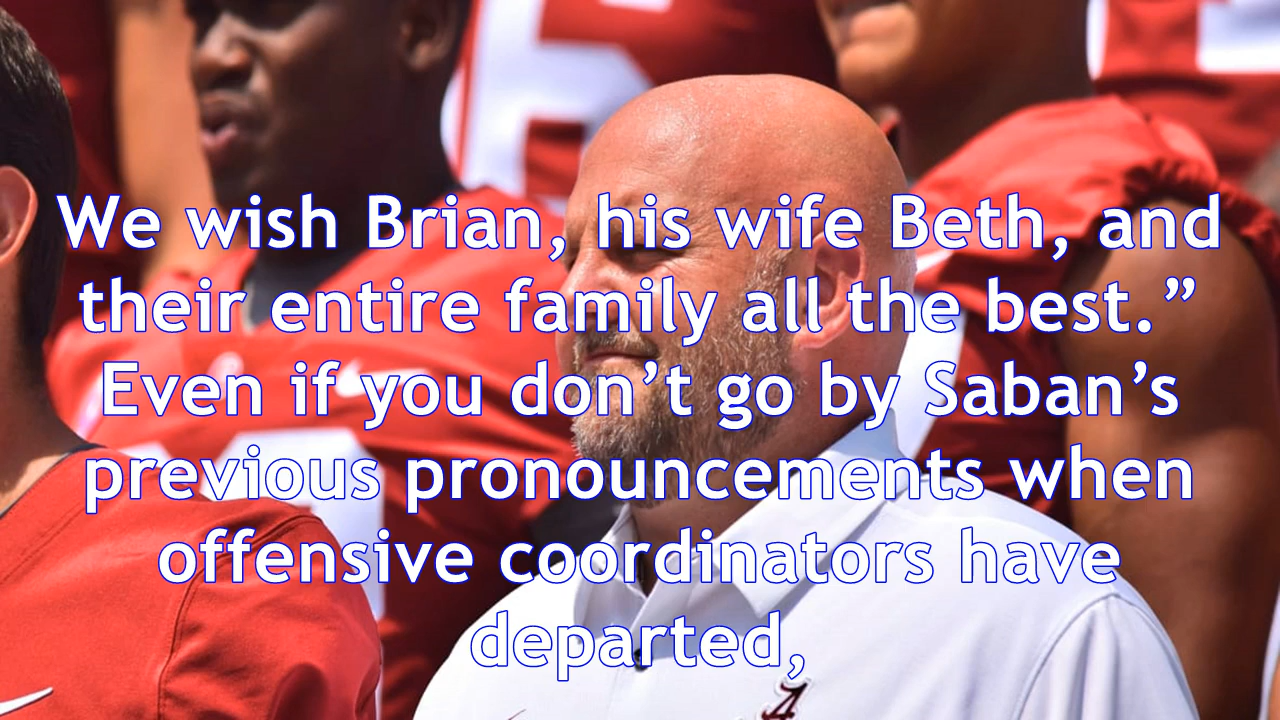 We wish Brian, his wife Beth, and
their entire family all the best.”
Even if you don’t go by Saban’s
previous pronouncements when
offensive coordinators have
departed,